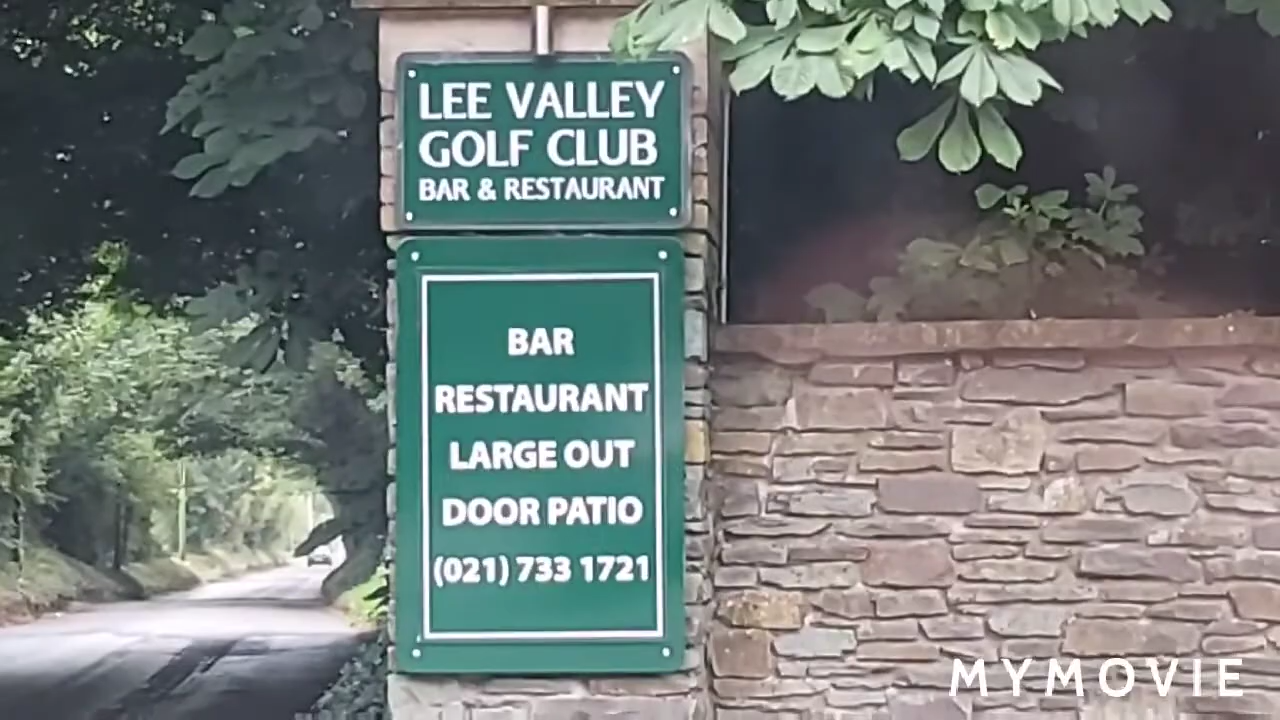 LEE VALLEY
GOLF CLUB
BAR & RESTAURANT
BAR
RESTAURANT
LARGE OUT
DOOR PATIO
(021) 733 1721
MYMOVIE